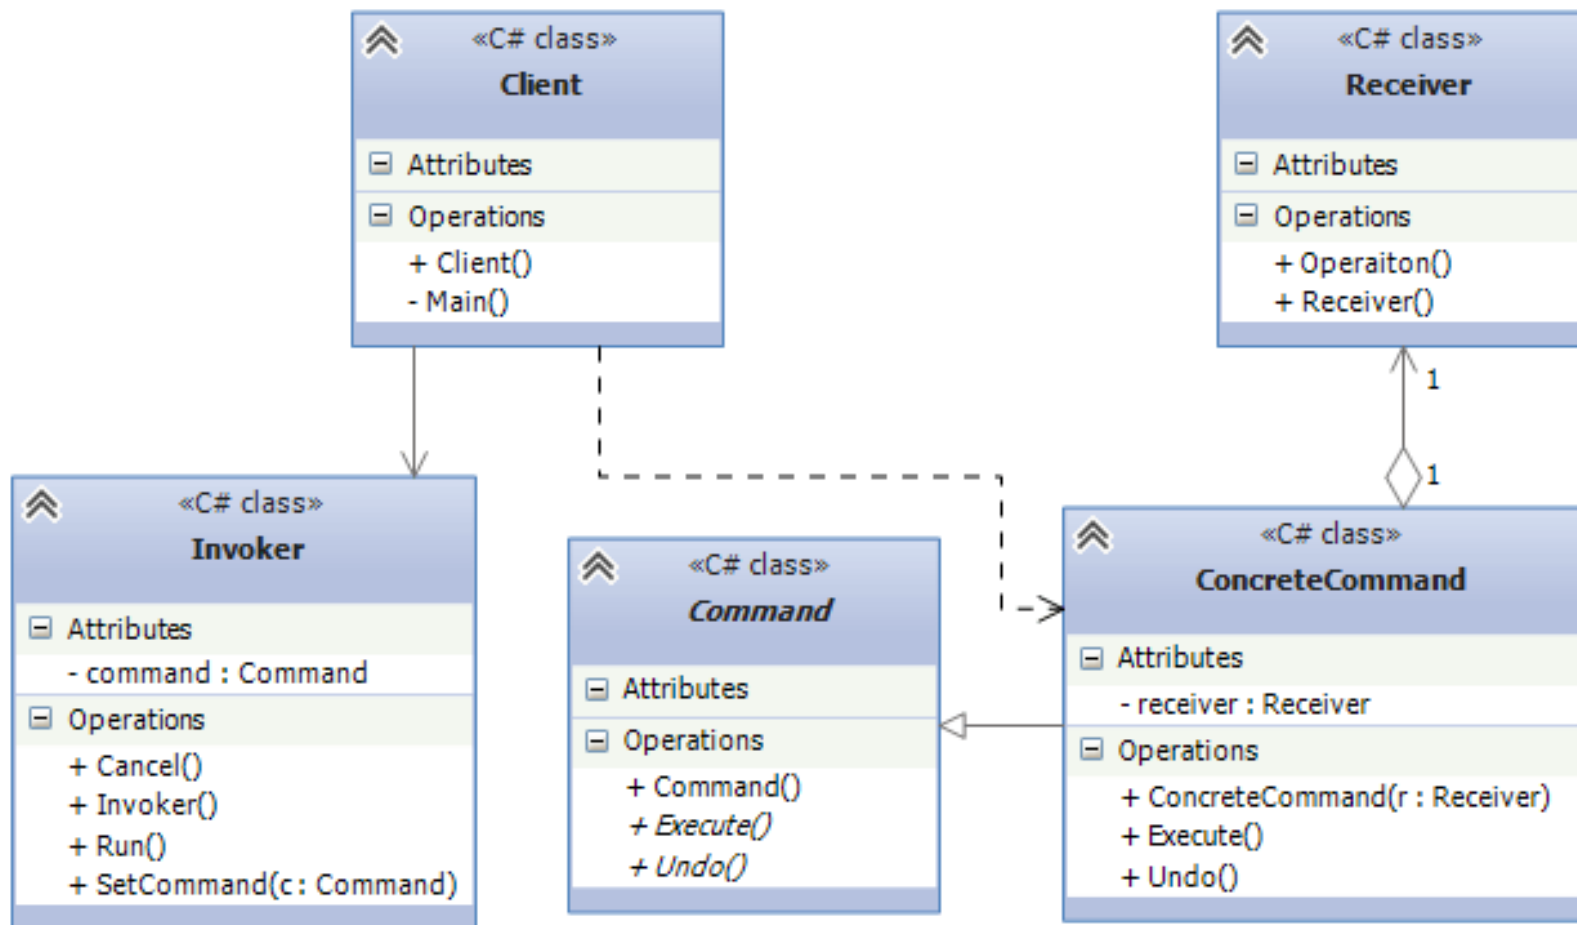 «C# class»
Client
Attributes
Operations
+ Client()
- Main()
«C# class»
Receiver
Attributes
Operations
+ Operaiton()
+ Receiver()
1
1
«C# class»
Invoker
Attributes
- command : Command
Operations
+ Cancel()
+ Invoker()
+ Run()
+ SetCommand(c : Command)
«C# class»
Command
Attributes
Operations
+ Command()
+ Execute()
+ Undo()
«C# class»
ConcreteCommand
Attributes
- receiver : Receiver
Operations
+ ConcreteCommand(r : Receiver)
+ Execute()
+ Undo()